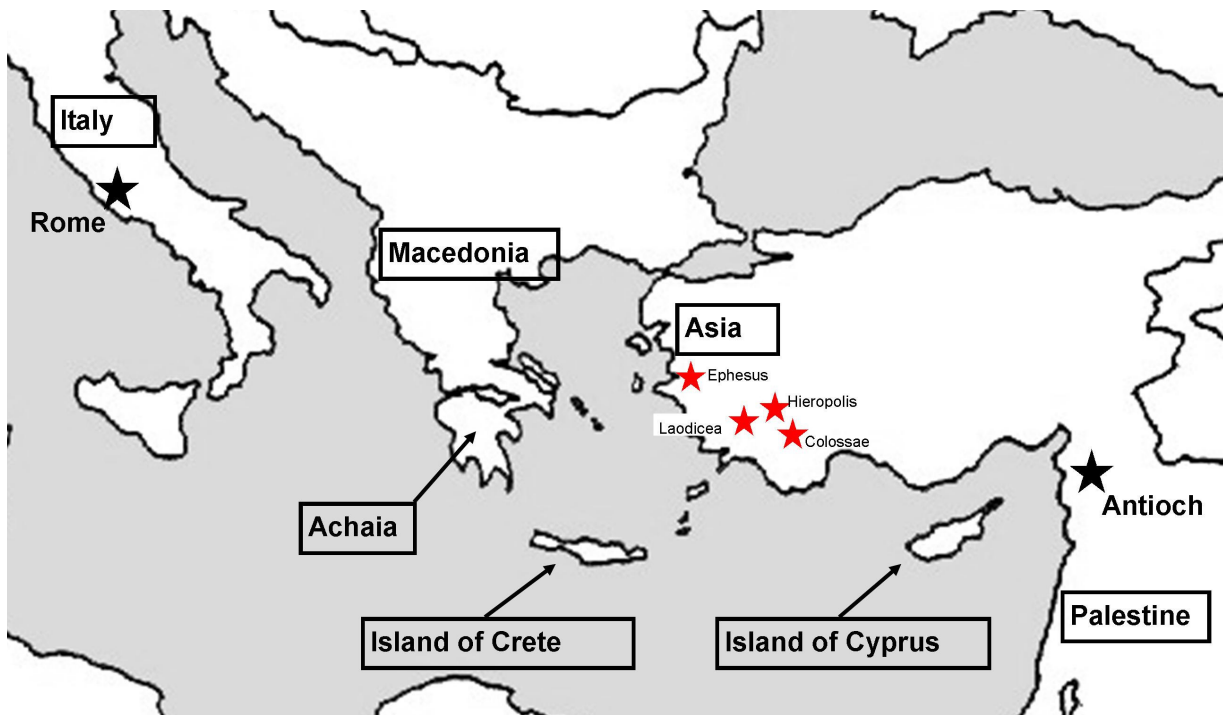 Italy
Rome
Macedonia
Asia
Ephesus
Hieropolis
Laodicea
Colossae
Antioch
Achaia
Palestine
Island of Crete
Island of Cyprus